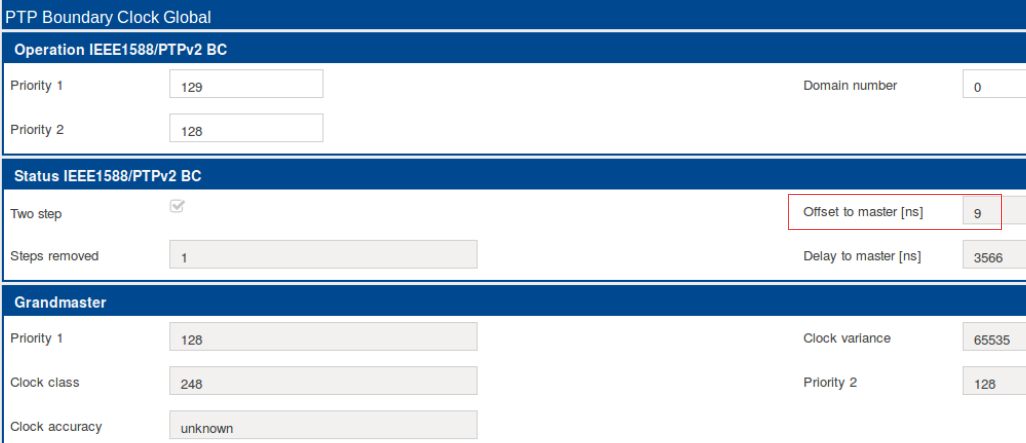 PTP Boundary Clock Global
Operation IEEE1588/PTPv2 BC
Priority 1 129 Domain number 0
Priority 2 128
Status IEEE1588/PTPv2 BC
Two step Offset to master [ns] 9
Steps removed 1 Delay to master [ns] 3566
Grandmaster
Priority 1 128 Clock variance 65535
Clock class 248 Priority 2 128
Clock accuracy unknown